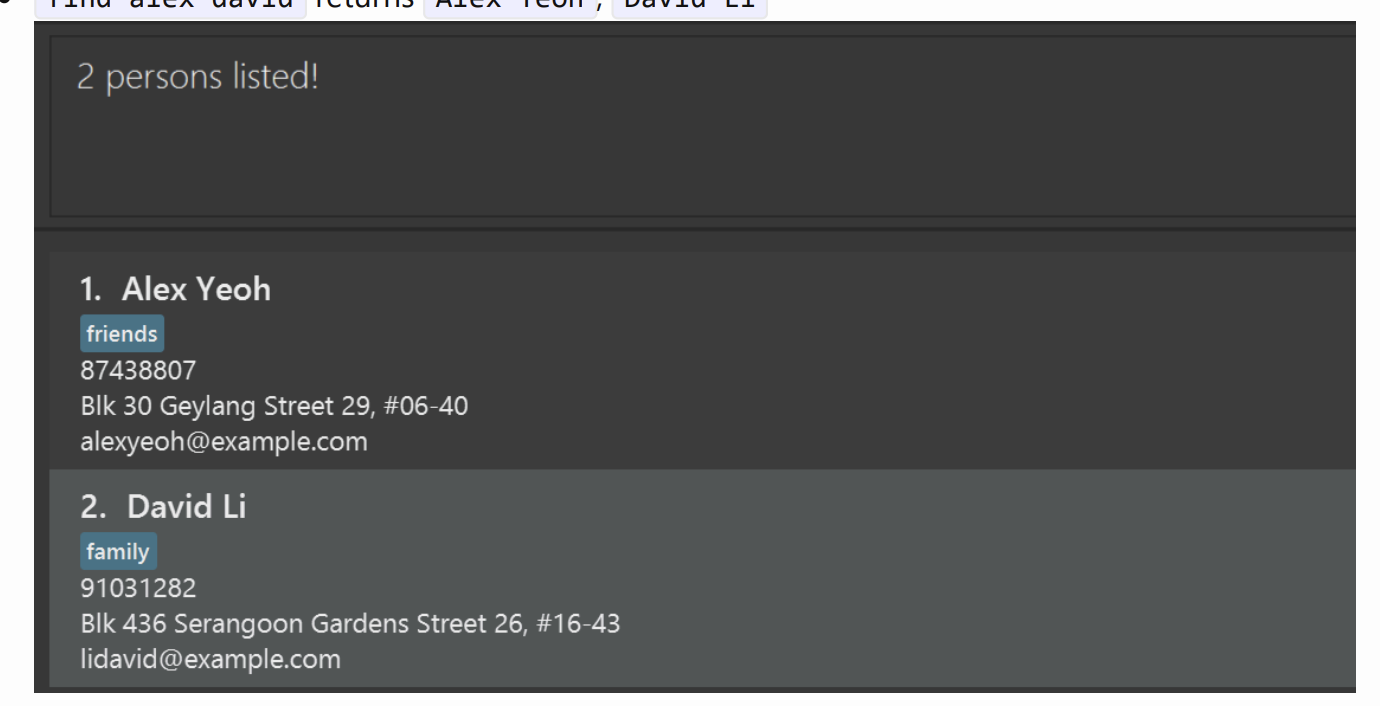 find alex david returns Alex Yeoh, David Li
2 persons listed!
1. Alex Yeoh
friends
87438807
Blk 30 Geylang Street 29, #06-40
alexyeoh@example.com
2. David Li
family
91031282
Blk 436 Serangoon Gardens Street 26, #16-43
lidavid@example.com